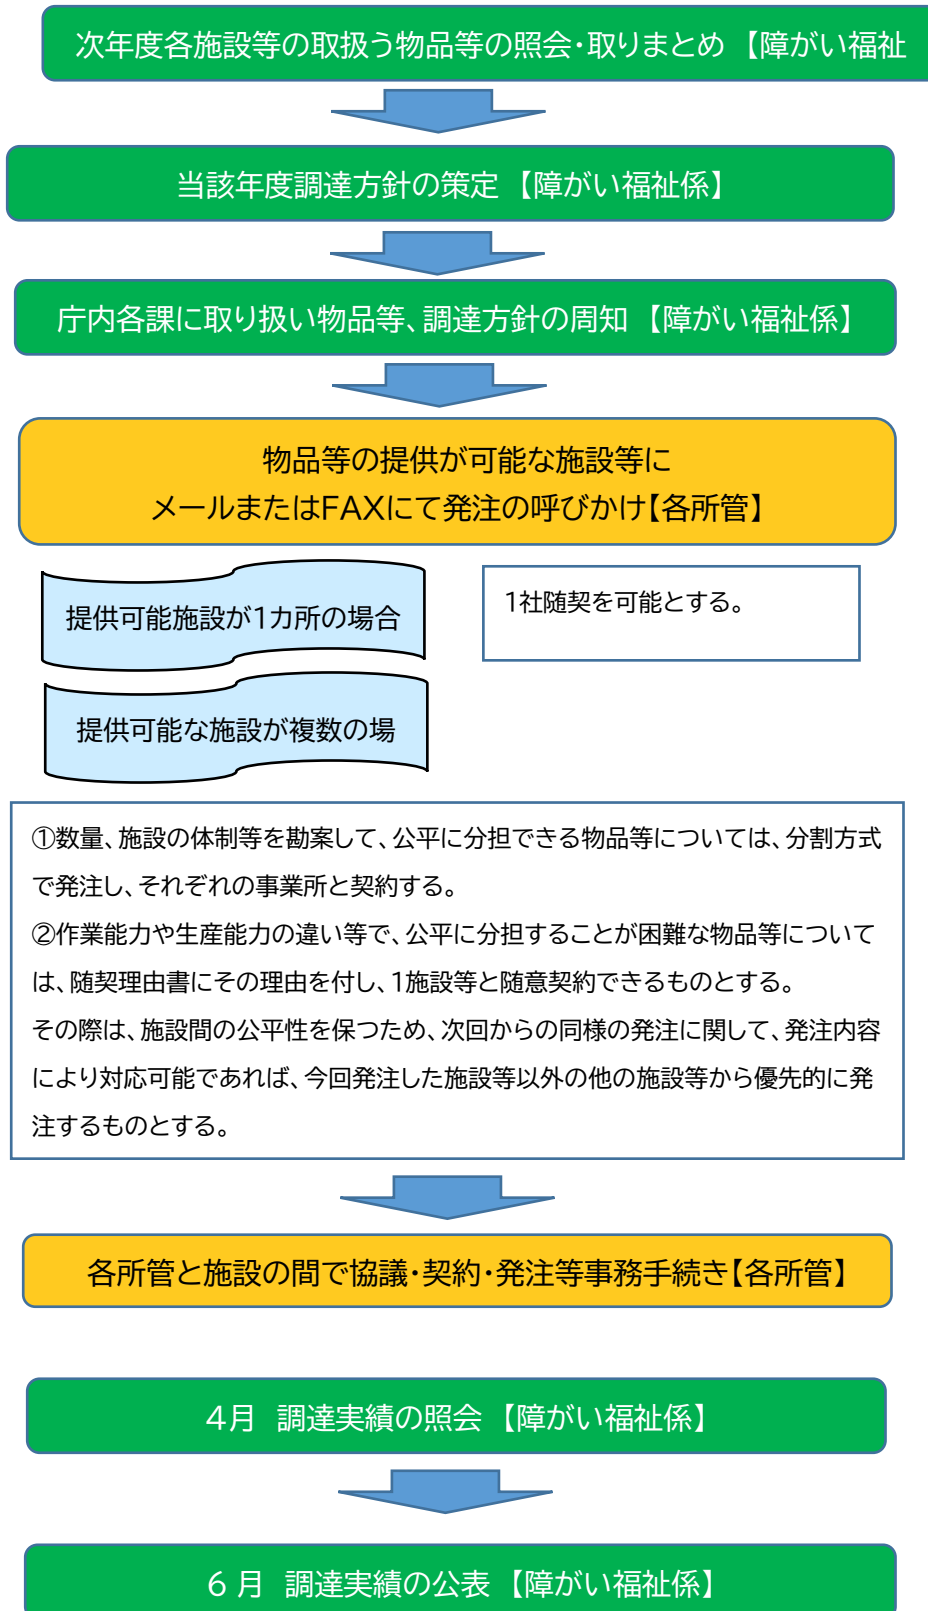 次年度各施設等の取扱う物品等の照会・取りまとめ 【障がい福祉
当該年度調達方針の策定 【障がい福祉係】
庁内各課に取り扱い物品等、調達方針の周知 【障がい福祉係】
物品等の提供が可能な施設等に
メールまたはFAXにて発注の呼びかけ【各所管】
提供可能施設が1カ所の場合
1社随契を可能とする。
提供可能な施設が複数の場
①数量、施設の体制等を勘案して、公平に分担できる物品等については、分割方式
で発注し、それぞれの事業所と契約する。
②作業能力や生産能力の違い等で、公平に分担することが困難な物品等について
は、随契理由書にその理由を付し、1施設等と随意契約できるものとする。
その際は、施設間の公平性を保つため、次回からの同様の発注に関して、発注内容
により対応可能であれば、今回発注した施設等以外の他の施設等から優先的に発
注するものとする。
各所管と施設の間で協議・契約・発注等事務手続き【各所管】
4月 調達実績の照会 【障がい福祉係】
6 月 調達実績の公表 【障がい福祉係】